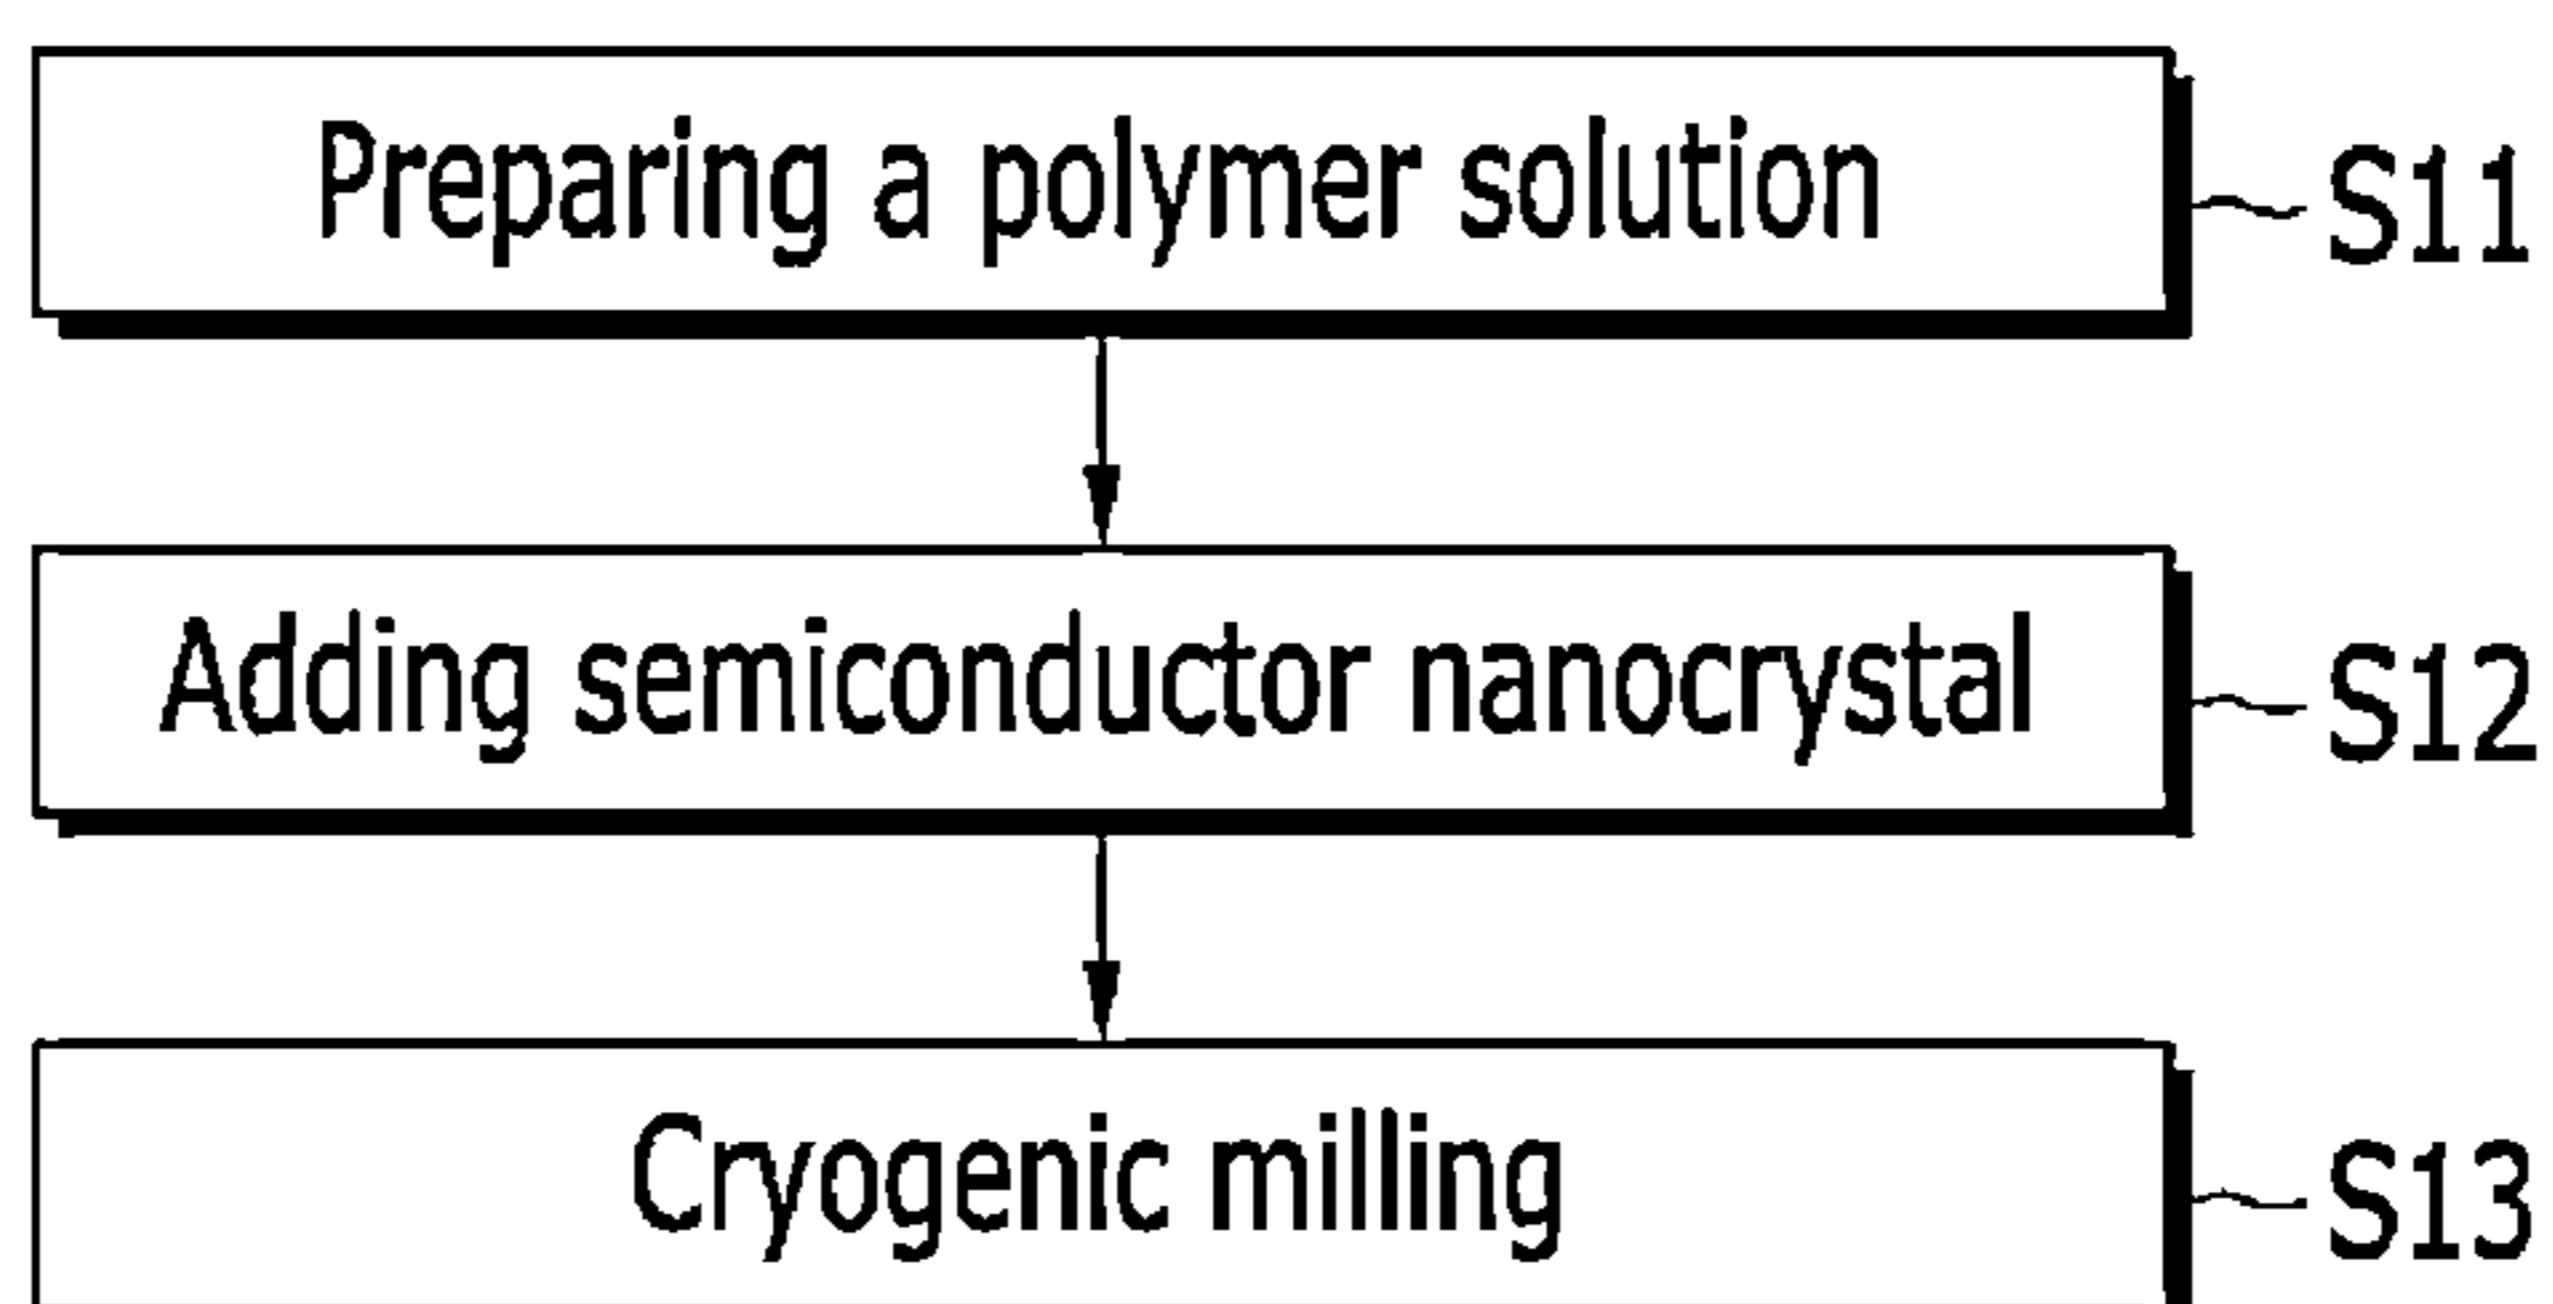 Preparing a polymer solution
S11
Adding semiconductor nanocrystal
S12
Cryogenic milling
S13